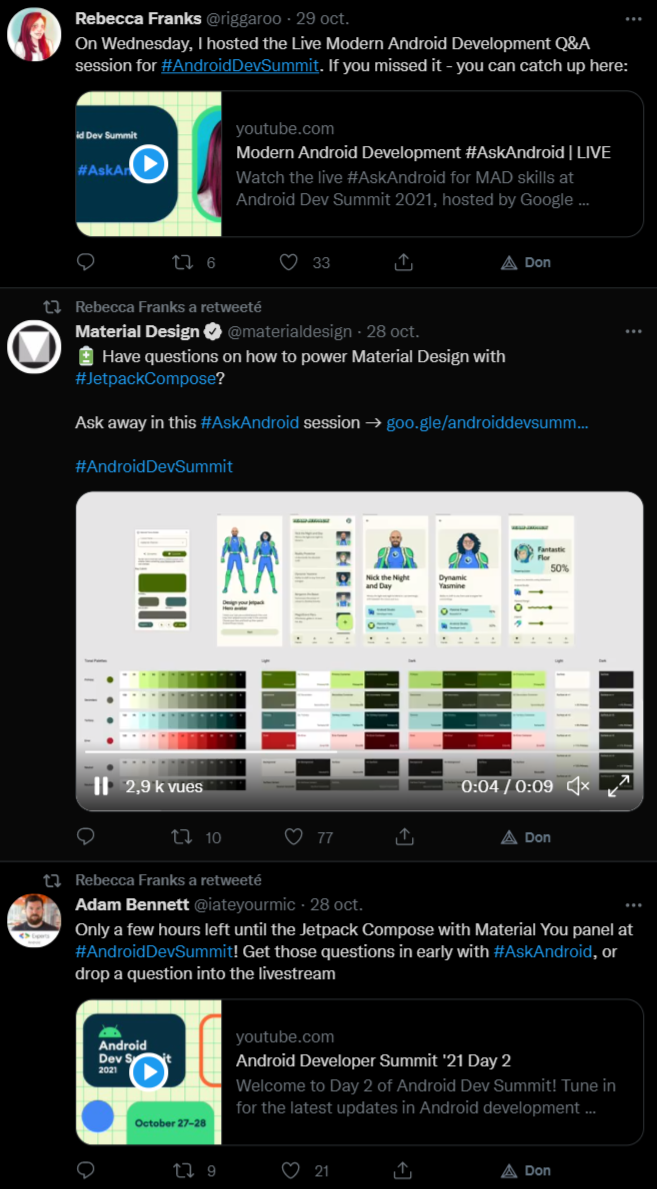 Rebecca Franks @riggaroo · 29 oct.
On Wednesday, I hosted the Live Modern Android Development Q&A
session for #AndroidDevSummit. If you missed it - you can catch up here:
id Dev Summit
#AskAn
youtube.com
Modern Android Development #AskAndroid | LIVE
Watch the live #AskAndroid for MAD skills at
Android Dev Summit 2021, hosted by Google ...
6
33
Don
Rebecca Franks a retweeté
Material Design @materialdesign · 28 oct.
Have questions on how to power Material Design with
#JetpackCompose?
Ask away in this #AskAndroid session → goo.gle/androiddevsumm...
#AndroidDevSummit
Design your Jetpack
Hero avatar
Nick the Night
and Day
Dynamic
Yasmine
Fantastic
Flor
50%
Light
Dark
Light
Dark
2,9 k vues
0:04 / 0:09
10
77
Don
Rebecca Franks a retweeté
Adam Bennett @iateyourmic · 28 oct.
Only a few hours left until the Jetpack Compose with Material You panel at
#AndroidDevSummit! Get those questions in early with #AskAndroid, or
drop a question into the livestream
Experts
Android
Dev Su it
2021
October 27–28
youtube.com
Android Developer Summit '21 Day 2
Welcome to Day 2 of Android Dev Summit! Tune in
for the latest updates in Android development ...
9
21
Don